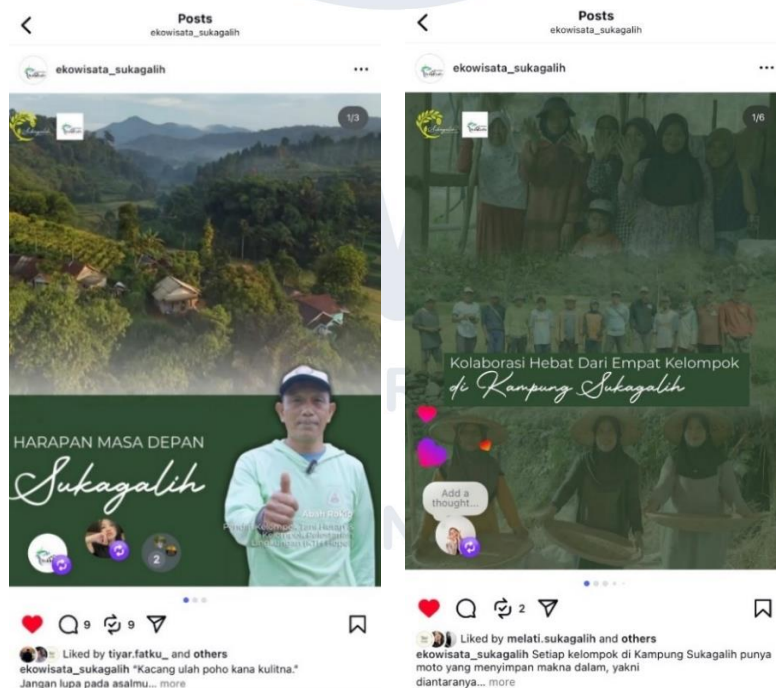 Posts
ekowisata_sukagalih
ekowisata_sukagalih
1/3
HARAPAN MASA DEPAN
Sukagalih
Abah Rokib
2
9 9
Liked by tiyar.fatku_ and others
ekowisata_sukagalih "Kacang ulah poho kana kulitna."
Jangan lupa pada asalmu... more
Posts
ekowisata_sukagalih
ekowisata_sukagalih
Sukagalih
1/6
Kolaborasi Hebat Dari Empat Kelompok
di Kampung Sukagalih
Add a
thought...
2
Liked by melati.sukagalih and others
ekowisata_sukagalih Setiap kelompok di Kampung Sukagalih punya
moto yang menyimpan makna dalam, yakni
diantaranya... more